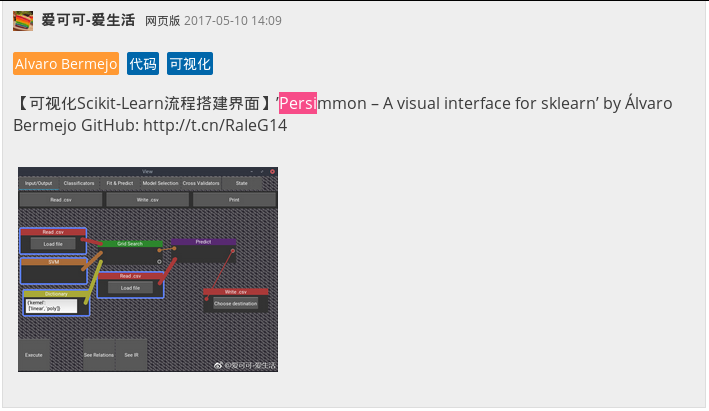 爱可可-爱生活 网页版 2017-05-10 14:09
Alvaro Bermejo 代码 可视化
【可视化Scikit-Learn流程搭建界面】'Persimmon – A visual interface for sklearn' by Álvaro
Bermejo GitHub: http://t.cn/RaleG14
View
Input/Output Classificators Fit & Predict Model Selection Cross Validators State
Read .csv Write .csv Print
Read .csv
Load file
SVM
Dictionary
{'kernel':
['linear', 'poly']}
Grid Search
Read .csv
Load file
Predict
Write .csv
Choose destination
Execute See Relations See IR
@爱可可-爱生活